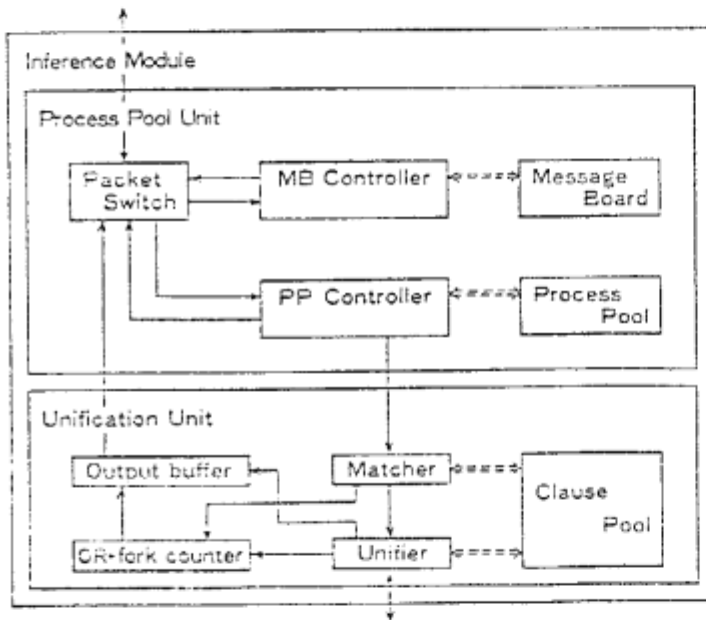 Inference Module
Process Pool Unit
Packet
Switch
MB Controller
Message
Board
PP Controller
Process
Pool
Unification Unit
Output buffer
Matcher
Clause
Pool
OR-fork counter
Unifier